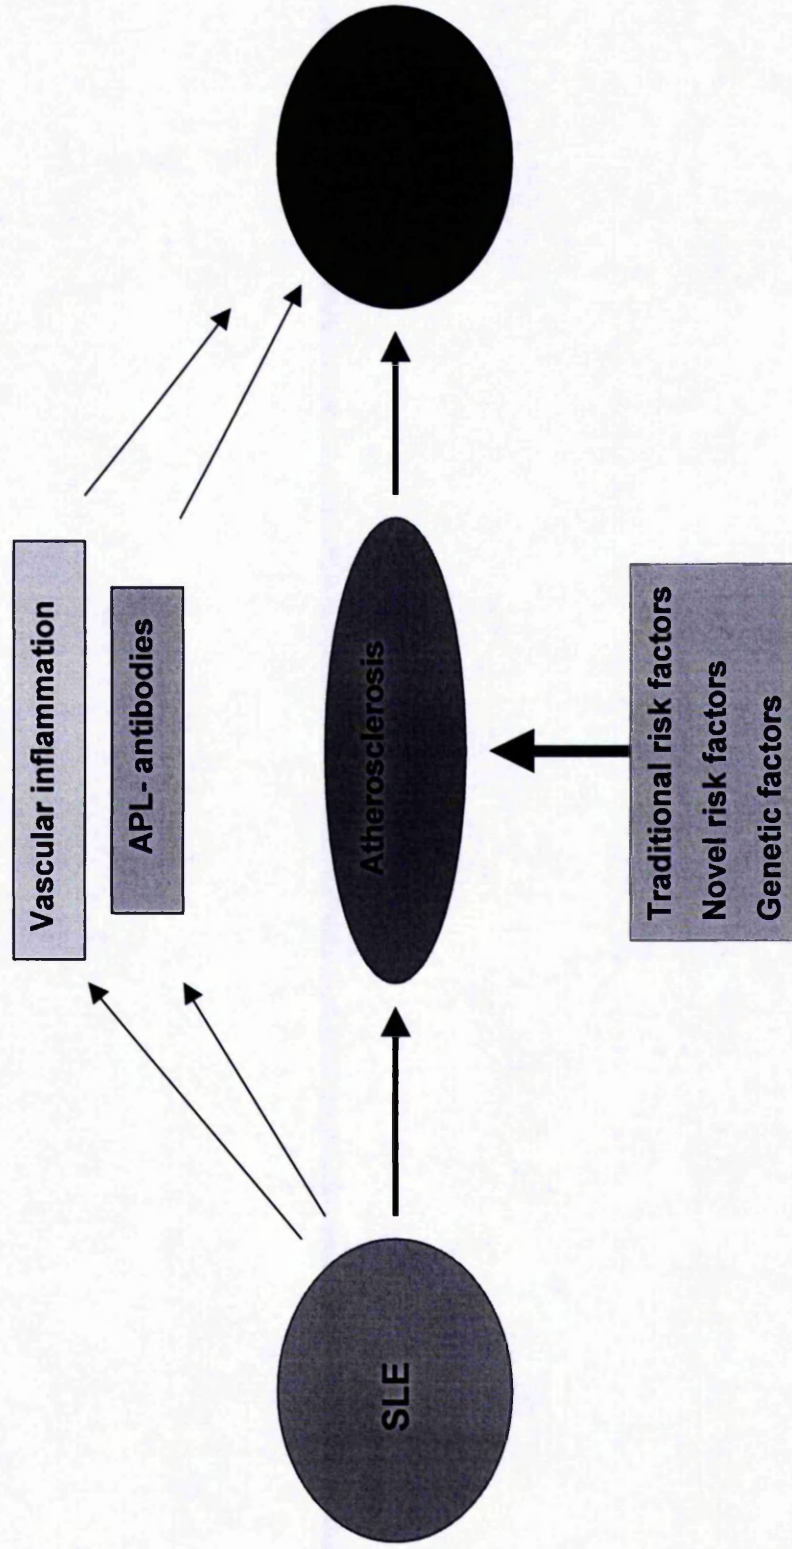 Vascular inflammation
APL- antibodies
SLE
Atherosclerosis
Traditional risk factors
Novel risk factors
Genetic factors